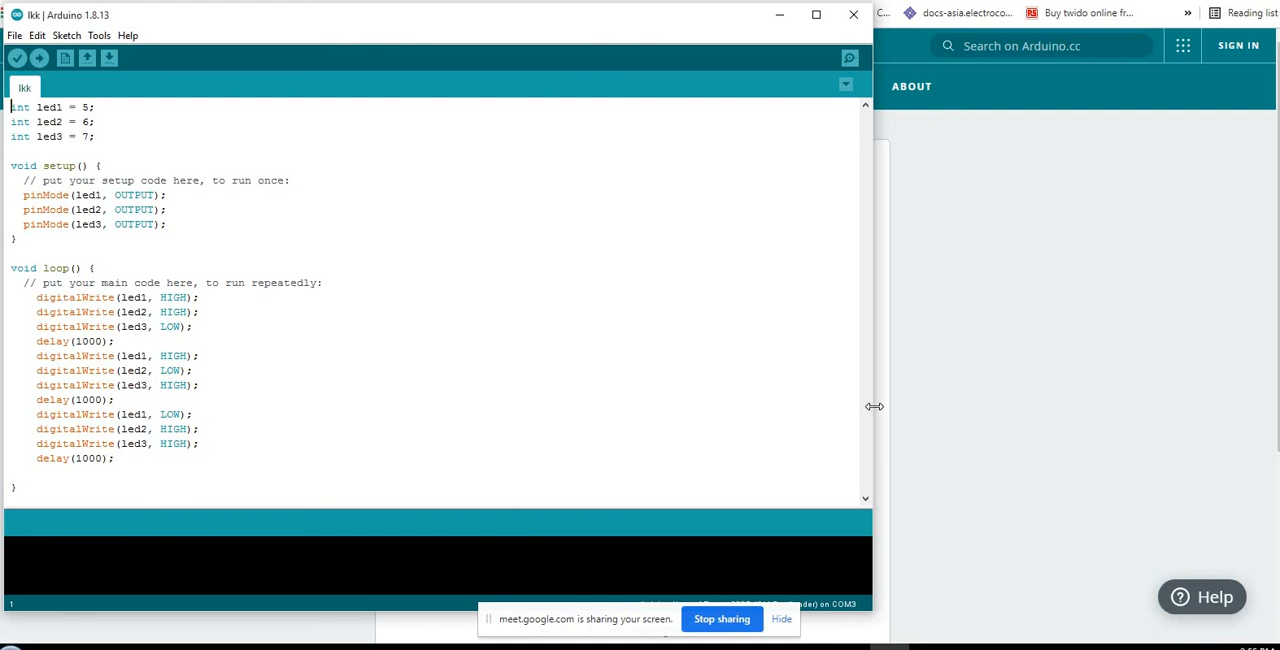 lkk | Arduino 1.8.13
C... docs-asia.electroco... Buy twido online fr... » Reading list
File Edit Sketch Tools Help
Search on Arduino.cc SIGN IN
lkk
ABOUT
int led1 = 5;
int led2 = 6;
int led3 = 7;
void setup() {
// put your setup code here, to run once:
pinMode(led1, OUTPUT);
pinMode(led2, OUTPUT);
pinMode(led3, OUTPUT);
}
void loop() {
// put your main code here, to run repeatedly:
digitalWrite(led1, HIGH);
digitalWrite(led2, HIGH);
digitalWrite(led3, LOW);
delay(1000);
digitalWrite(led1, HIGH);
digitalWrite(led2, LOW);
digitalWrite(led3, HIGH);
delay(1000);
digitalWrite(led1, LOW);
digitalWrite(led2, HIGH);
digitalWrite(led3, HIGH);
delay(1000);
}
Help
1 on COM3
meet.google.com is sharing your screen. Stop sharing Hide